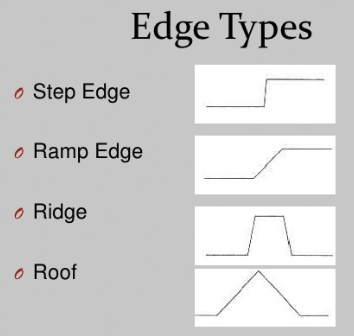 Edge Types
Step Edge
Ramp Edge
Ridge
Roof